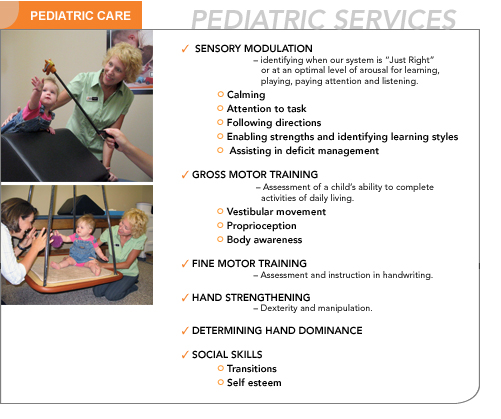 PEDIATRIC CARE
PEDIATRIC SERVICES
✓ SENSORY MODULATION
– identifying when our system is “Just Right”
or at an optimal level of arousal for learning,
playing, paying attention and listening.
○ Calming
○ Attention to task
○ Following directions
○ Enabling strengths and identifying learning styles
○ Assisting in deficit management
✓ GROSS MOTOR TRAINING
– Assessment of a child’s ability to complete
activities of daily living.
○ Vestibular movement
○ Proprioception
○ Body awareness
✓ FINE MOTOR TRAINING
– Assessment and instruction in handwriting.
✓ HAND STRENGTHENING
– Dexterity and manipulation.
✓ DETERMINING HAND DOMINANCE
✓ SOCIAL SKILLS
○ Transitions
○ Self esteem